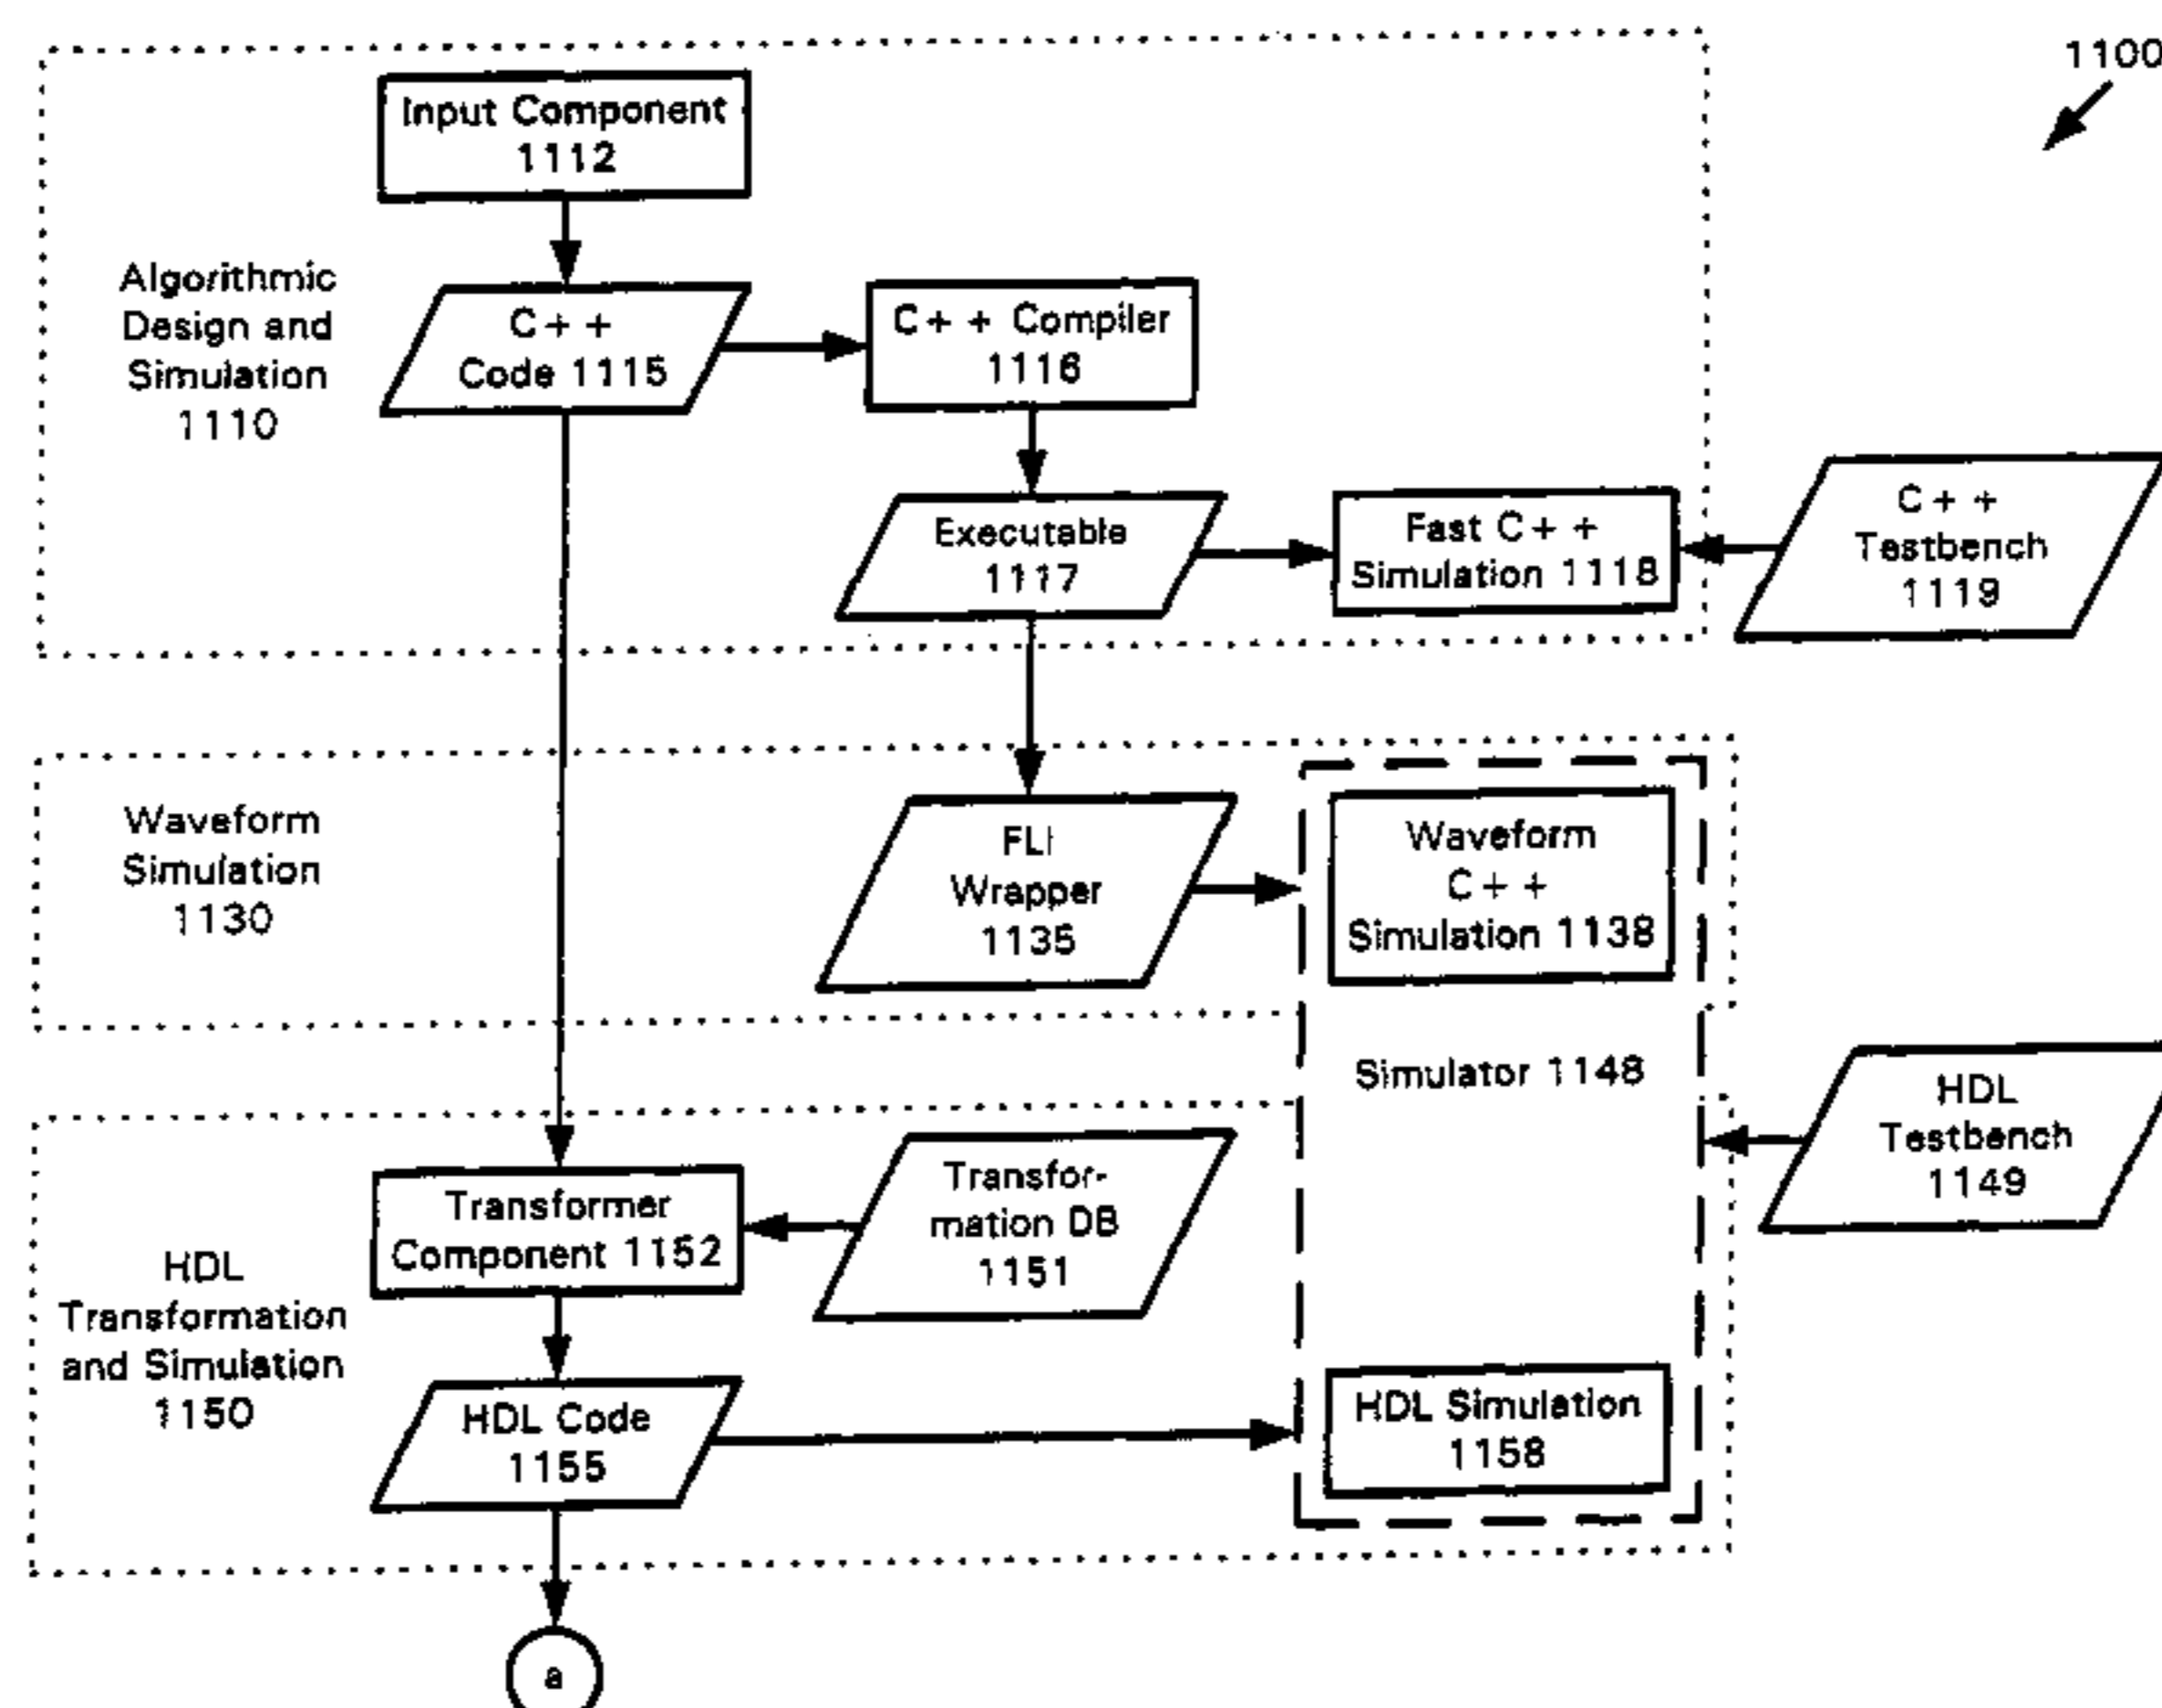 1100
Input Component
1112
Algorithmic
Design and
Simulation
1110
C++
Code 1115
C++ Compiler
1116
Executable
1117
Fast C++
Simulation 1118
C++
Testbench
1119
Waveform
Simulation
1130
FLI
Wrapper
1135
Waveform
C++
Simulation 1138
Simulator 1148
HDL
Testbench
1149
HDL
Transformation
and Simulation
1150
Transformer
Component 1152
Transfor-
mation DB
1151
HDL Code
1155
HDL Simulation
1158
a